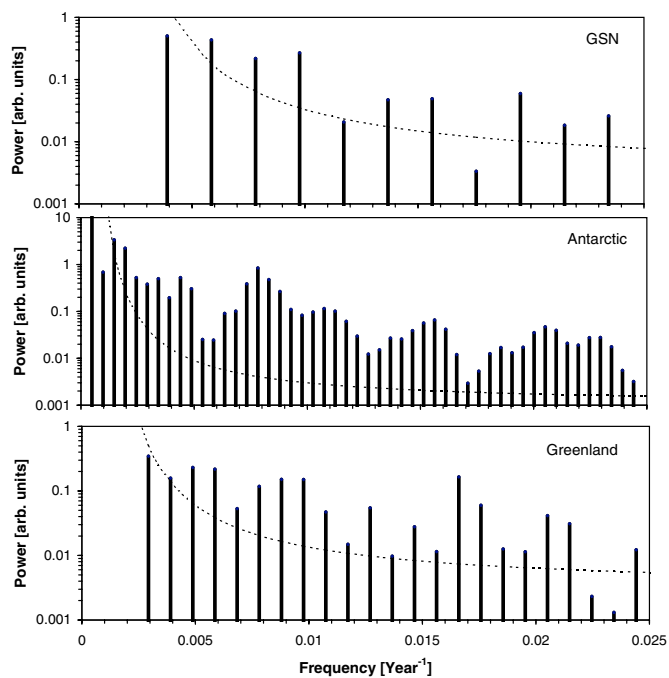 1
0.1
0.01
0.001
Power [arb. units]
GSN
10
1
0.1
0.01
0.001
Power [arb. units]
Antarctic
1
0.1
0.01
0.001
Power [arb. units]
Greenland
0 0.005 0.01 0.015 0.02 0.025
Frequency [Year-1]